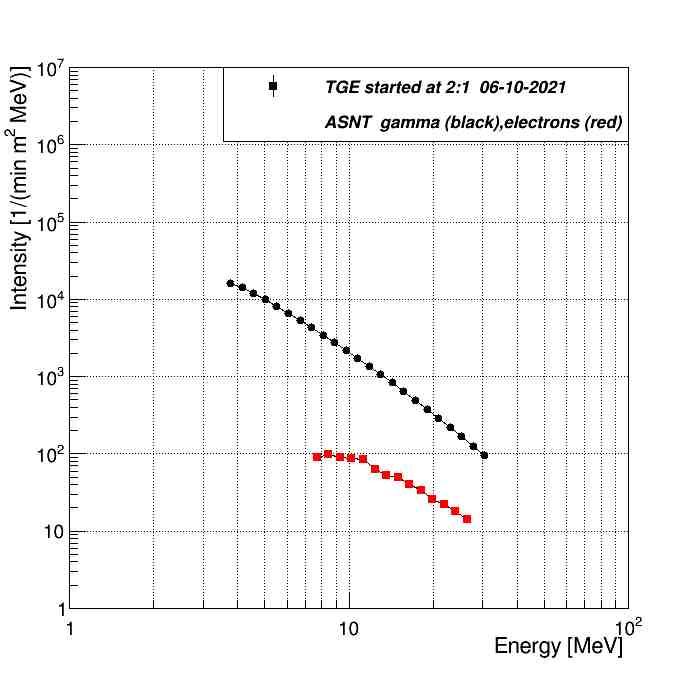 10^7
10^6
10^5
10^4
10^3
10^2
10
1
Intensity [1/(min m^2 MeV)]
TGE started at 2:1  06-10-2021
ASNT  gamma (black),electrons (red)
1
10
10^2
Energy [MeV]